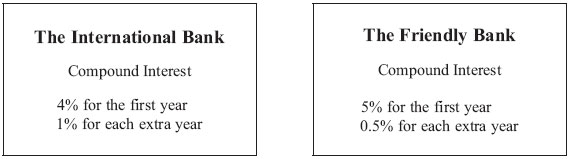 The International Bank
Compound Interest
4% for the first year
1% for each extra year
The Friendly Bank
Compound Interest
5% for the first year
0.5% for each extra year